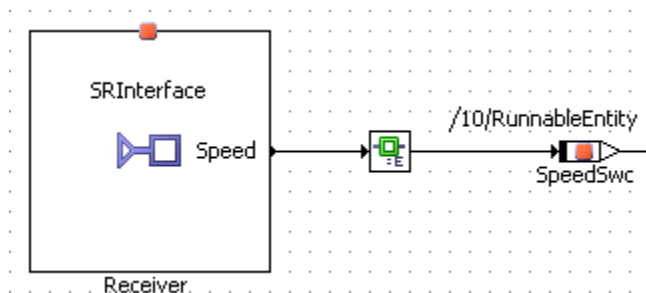 SRInterface
Speed
Receiver
E
/10/RunnableEntity
SpeedSwc